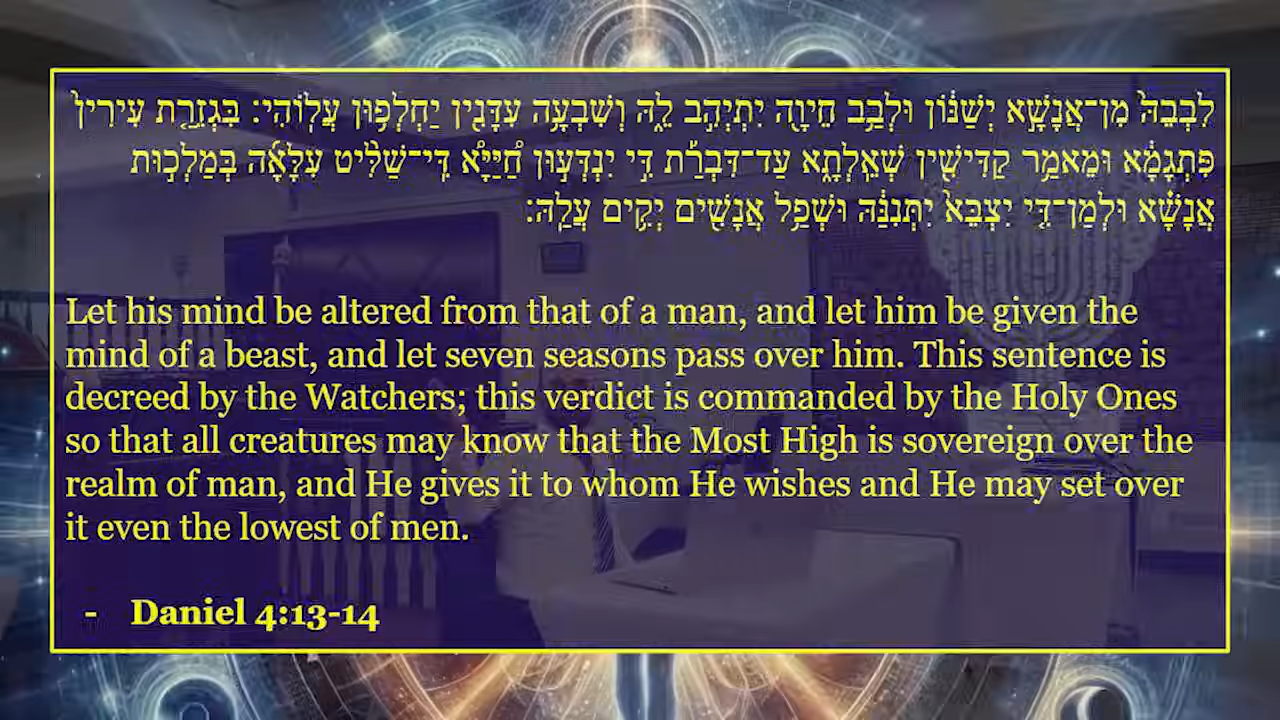 לִבְבֵהּ֙ מִן־אֲנָשָׁ֣א יְשַׁנּ֔וֹן וּלְבַ֥ב חֵיוָ֖ה יִתְיְהִ֣ב לֵ֑הּ וְשִׁבְעָ֥ה עִדָּנִ֖ין יַחְלְפ֥וּן עֲלֽוֹהִי׃ בִּגְזֵרַ֤ת עִירִין֙
פִּתְגָמָ֔א וּמֵאמַ֥ר קַדִּישִׁ֖ין שְׁאֵֽלְתָ֑א עַד־דִּבְרַ֡ת דִּ֣י יִנְדְּע֣וּן חַ֠יַּיָּ֠א דִּֽי־שַׁלִּ֨יט עִלָּאָ֜ה בְּמַלְכ֣וּת
אֲנָשָׁ֗א וּלְמַן־דִּ֤י יִצְבֵּא֙ יִתְּנִנַּ֔הּ וּשְׁפַ֥ל אֲנָשִׁ֖ים יְקִ֥ים עֲלַֽהּ׃
Let his mind be altered from that of a man, and let him be given the
mind of a beast, and let seven seasons pass over him. This sentence is
decreed by the Watchers; this verdict is commanded by the Holy Ones
so that all creatures may know that the Most High is sovereign over the
realm of man, and He gives it to whom He wishes and He may set over
it even the lowest of men.
- Daniel 4:13-14